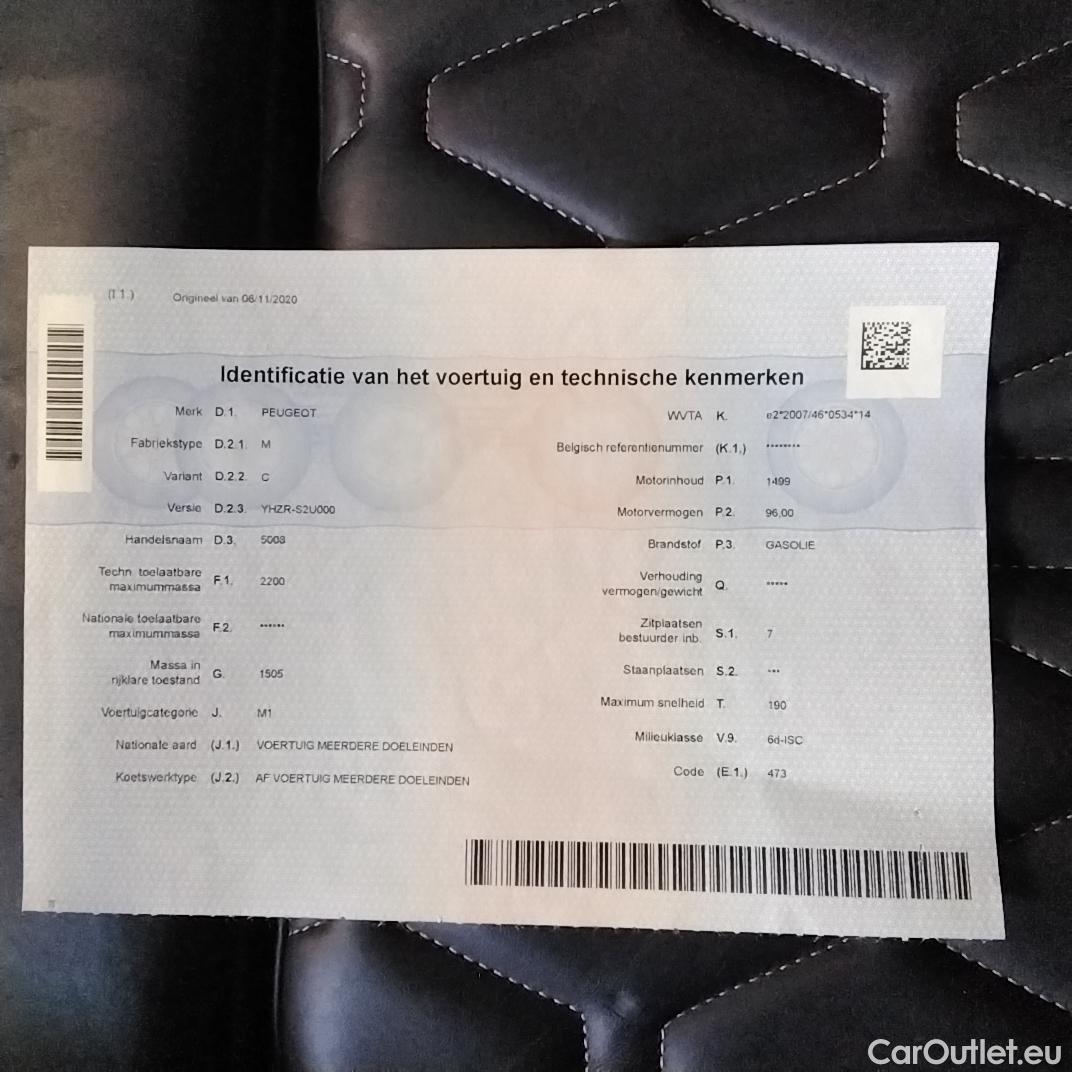 (I.1.) Origineel van 06/11/2020
Identificatie van het voertuig en technische kenmerken
Merk D.1. PEUGEOT
Fabriekstype D.2.1. M
Variant D.2.2. C
Versie D.2.3. YHZR-S2U000
Handelsnaam D.3. 5008
Techn. toelaatbare
maximummassa F.1. 2200
Nationale toelaatbare
maximummassa F.2. ******
Massa in
rijklare toestand G. 1505
Voertuigcategorie J. M1
Nationale aard (J.1.) VOERTUIG MEERDERE DOELEINDEN
Koetswerktype (J.2.) AF VOERTUIG MEERDERE DOELEINDEN
WVTA K. e2*2007/46*0534*14
Belgisch referentienummer (K.1.) ********
Motorinhoud P.1. 1499
Motorvermogen P.2. 96,00
Brandstof P.3. GASOLIE
Verhouding
vermogen/gewicht Q. *****
Zitplaatsen
bestuurder inb. S.1. 7
Staanplaatsen S.2. ***
Maximum snelheid T. 190
Milieuklasse V.9. 6d-ISC
Code (E.1.) 473
CarOutlet.eu